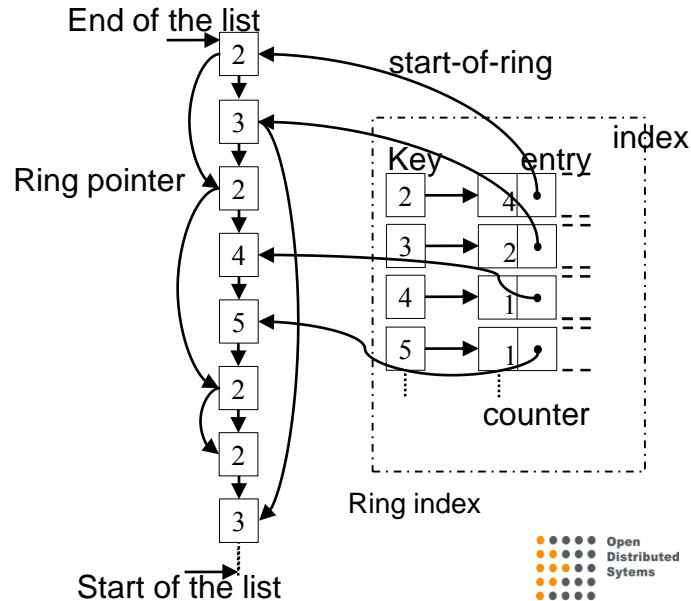 End of the list
2
start-of-ring
3
index
Key entry
Ring pointer
2
2 4
3 2
4
4 1
5
5 1
2
counter
2
Ring index
3
Open
Distributed
Sytems
Start of the list